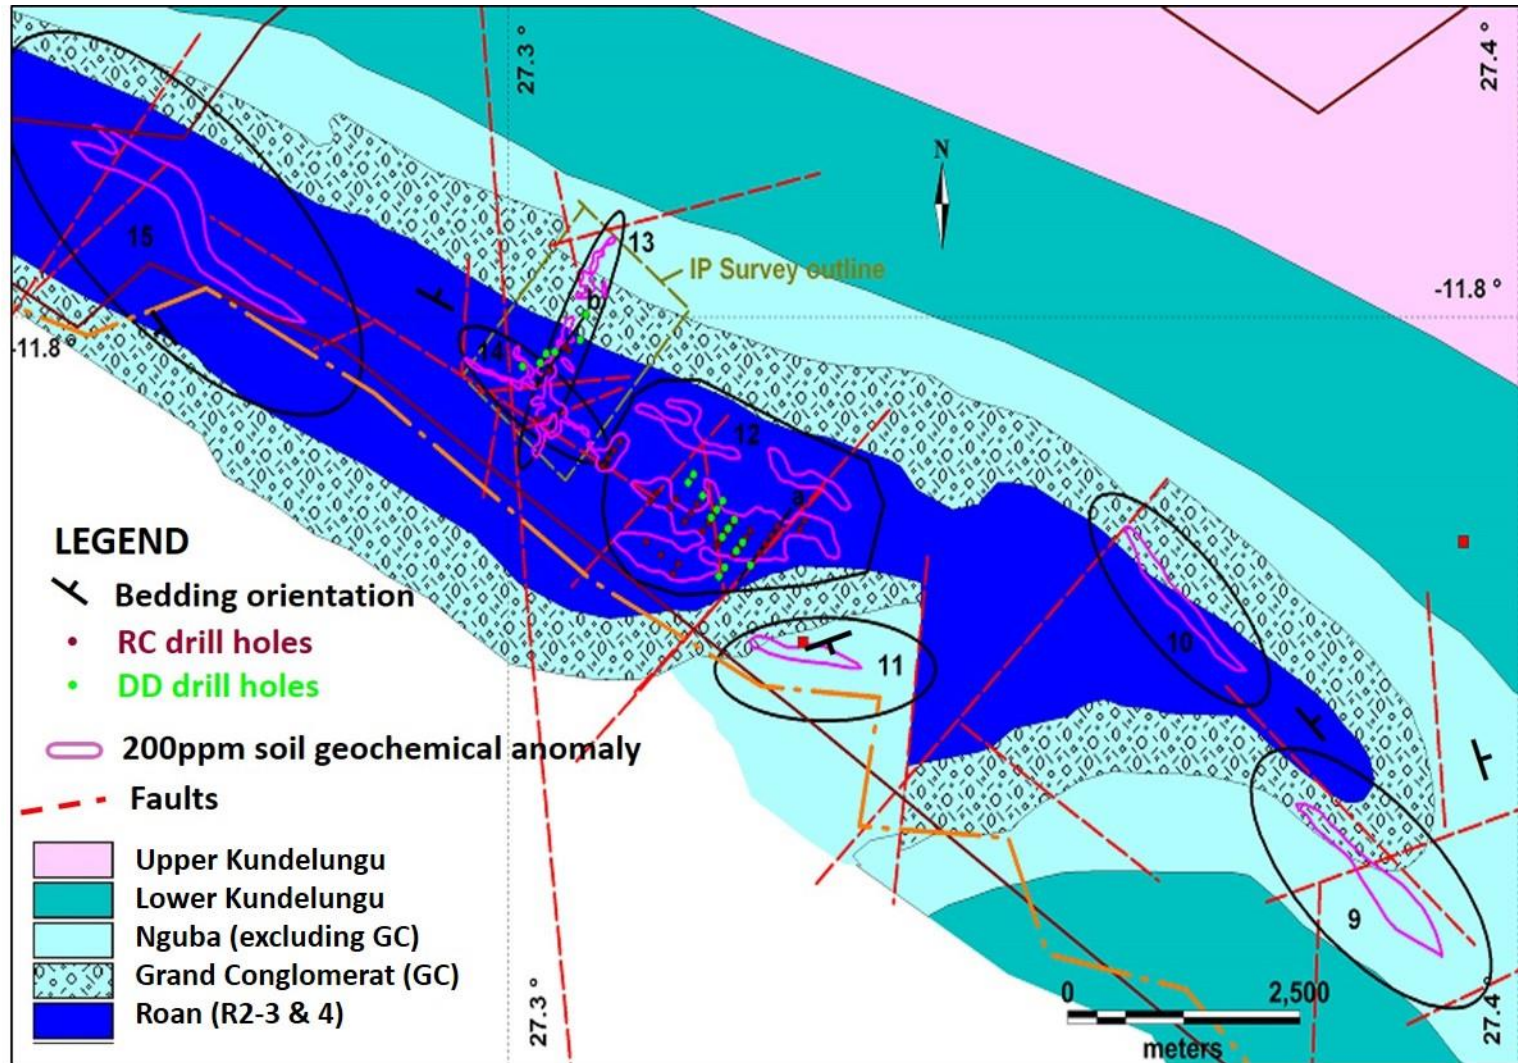 27.3 °
27.4 °
N
13
15
IP Survey outline
-11.8 °
b
-11.8 °
14
12
a
LEGEND
Bedding orientation
RC drill holes
DD drill holes
10
11
200ppm soil geochemical anomaly
Faults
Upper Kundelungu
Lower Kundelungu
Nguba (excluding GC)
Grand Conglomerat (GC)
Roan (R2-3 & 4)
9
27.3 °
0 2,500
meters
27.4 °